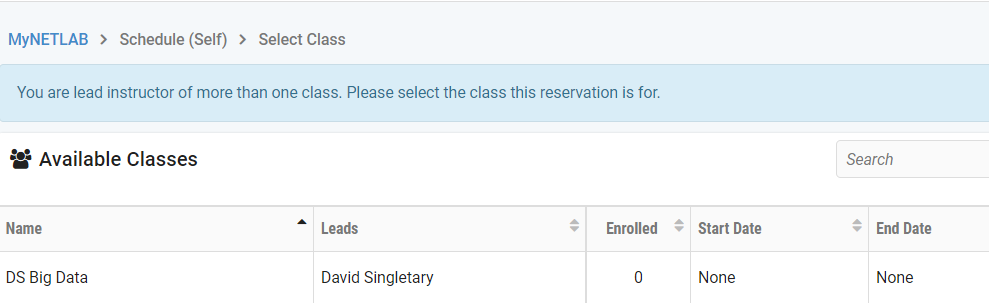 MyNETLAB > Schedule (Self) > Select Class
You are lead instructor of more than one class. Please select the class this reservation is for.
Available Classes Search
Name Leads Enrolled Start Date End Date
DS Big Data David Singletary 0 None None